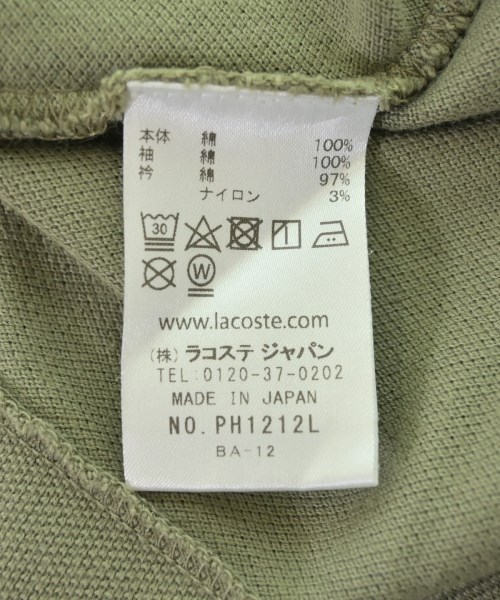 本体 綿 100%
袖 綿 100%
衿 綿 97%
ナイロン 3%
30
W
www.lacoste.com
(株) ラコステ ジャパン
TEL:0120-37-0202
MADE IN JAPAN
NO. PH1212L
BA-12